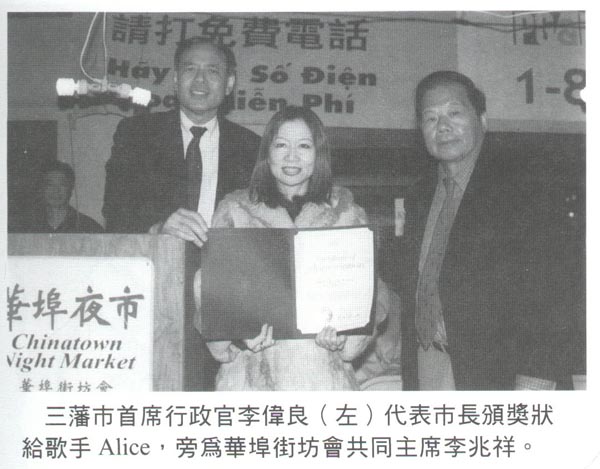 請打免費電話
Hãy Số Điện
Miễn Phí
1-8
華埠夜市
Chinatown
Night Market
華埠街坊會
三藩市首席行政官李偉良（左）代表市長頒獎狀
給歌手 Alice，旁爲華埠街坊會共同主席李兆祥。